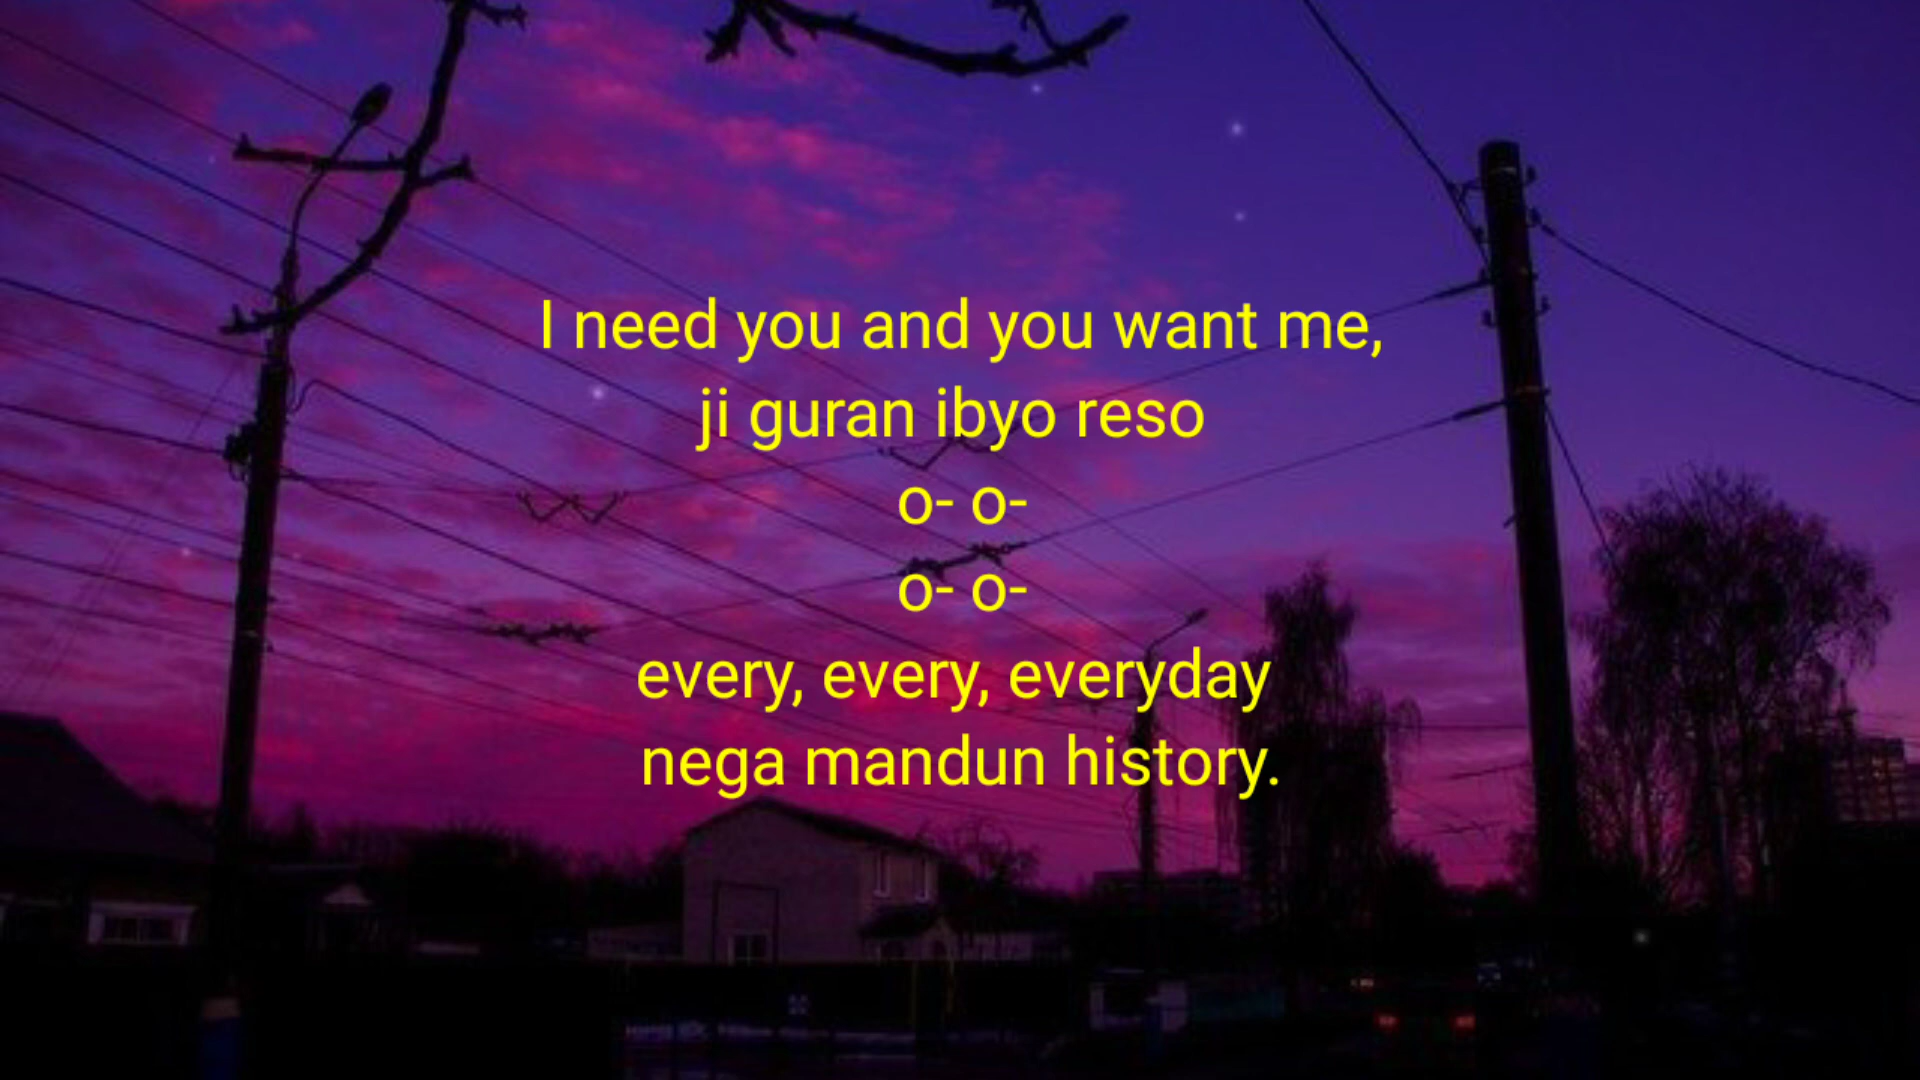 I need you and you want me,
ji guran ibyo reso
o- o-
o- o-
every, every, everyday
nega mandun history.